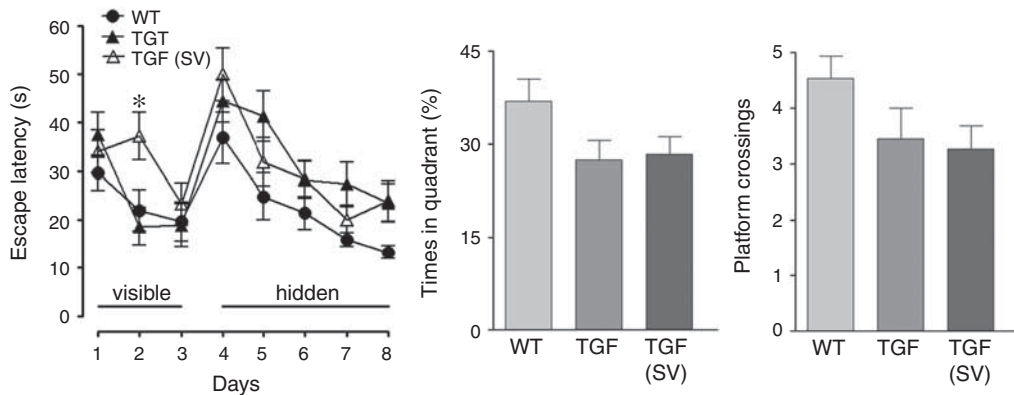 WT
TGT
TGF (SV)
Escape latency (s)
60
50
40
30
20
10
0
*
visible
hidden
1 2 3 4 5 6 7 8
Days
Times in quadrant (%)
45
30
15
0
WT TGF TGF
(SV)
Platform crossings
5
4
3
2
1
0
WT TGF TGF
(SV)